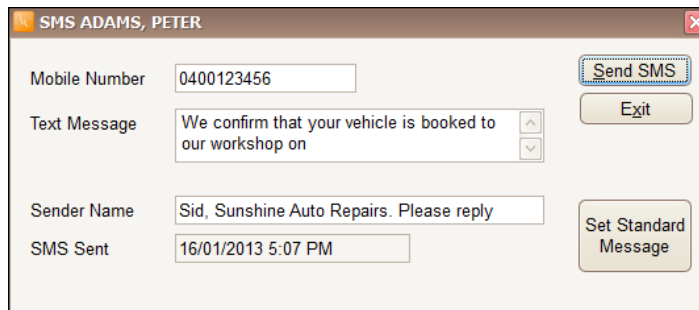 SMS ADAMS, PETER
Mobile Number 0400123456
Send SMS
Exit
Text Message We confirm that your vehicle is booked to
our workshop on
Sender Name Sid, Sunshine Auto Repairs. Please reply
Set Standard
Message
SMS Sent 16/01/2013 5:07 PM